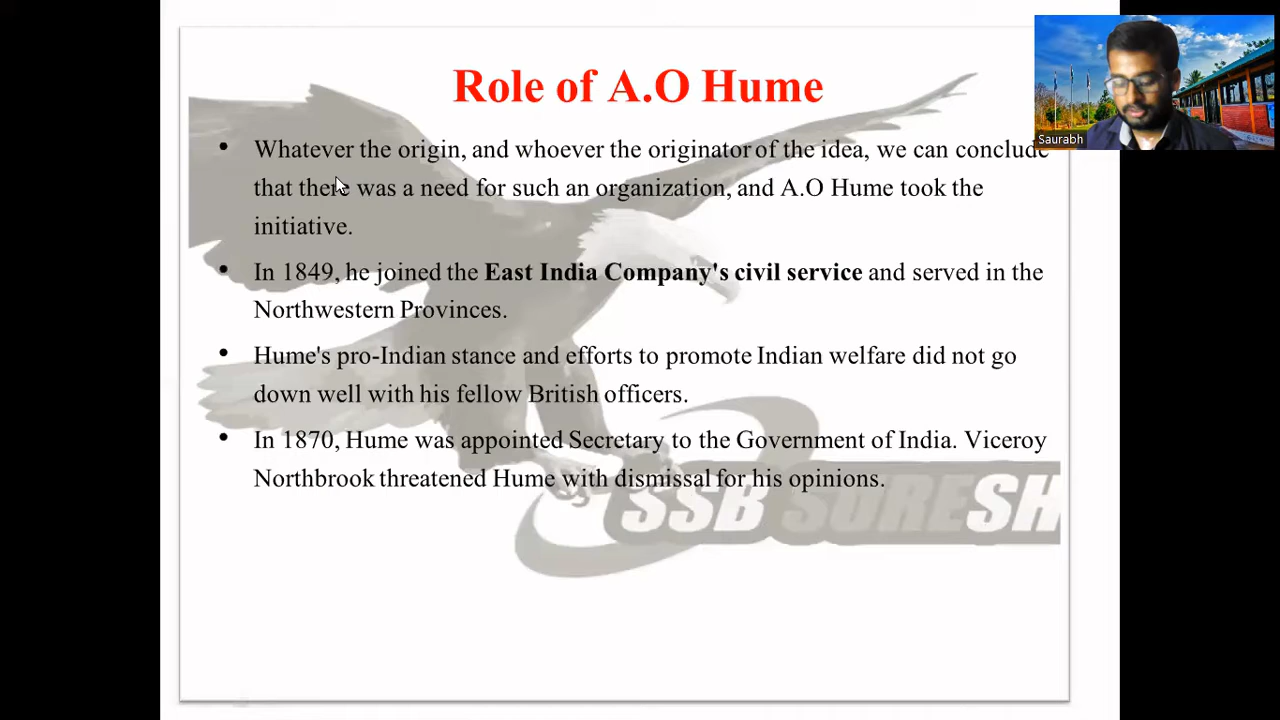 Role of A.O Hume
Saurabh
• Whatever the origin, and whoever the originator of the idea, we can conclude
that there was a need for such an organization, and A.O Hume took the
initiative.
• In 1849, he joined the East India Company's civil service and served in the
Northwestern Provinces.
• Hume's pro-Indian stance and efforts to promote Indian welfare did not go
down well with his fellow British officers.
• In 1870, Hume was appointed Secretary to the Government of India. Viceroy
Northbrook threatened Hume with dismissal for his opinions.
SSB SURESH